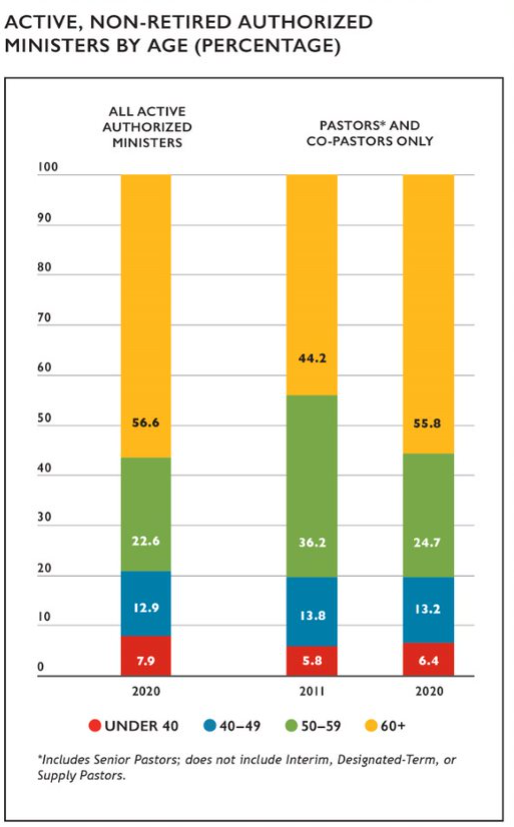 ACTIVE, NON-RETIRED AUTHORIZED
MINISTERS BY AGE (PERCENTAGE)
ALL ACTIVE
AUTHORIZED
MINISTERS
PASTORS* AND
CO-PASTORS ONLY
100
90
80
70
60
50
40
30
20
10
0
56.6
22.6
12.9
7.9
44.2
36.2
13.8
5.8
55.8
24.7
13.2
6.4
2020
2011
2020
UNDER 40
40–49
50–59
60+
*Includes Senior Pastors; does not include Interim, Designated-Term, or
Supply Pastors.